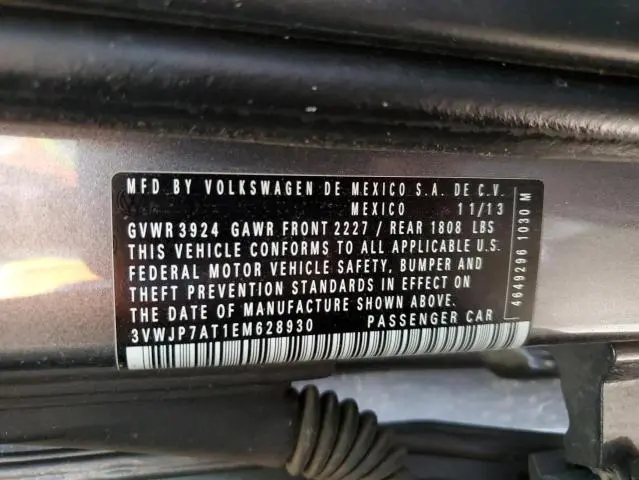 MFD BY VOLKSWAGEN DE MEXICO S.A. DE C.V.
MEXICO 11/13
GVWR 3924 GAWR FRONT 2227 / REAR 1808 LBS
THIS VEHICLE CONFORMS TO ALL APPLICABLE U.S.
FEDERAL MOTOR VEHICLE SAFETY, BUMPER AND
THEFT PREVENTION STANDARDS IN EFFECT ON
THE DATE OF MANUFACTURE SHOWN ABOVE.
3VWJP7AT1EM628930 PASSENGER CAR
4649296 1030 M